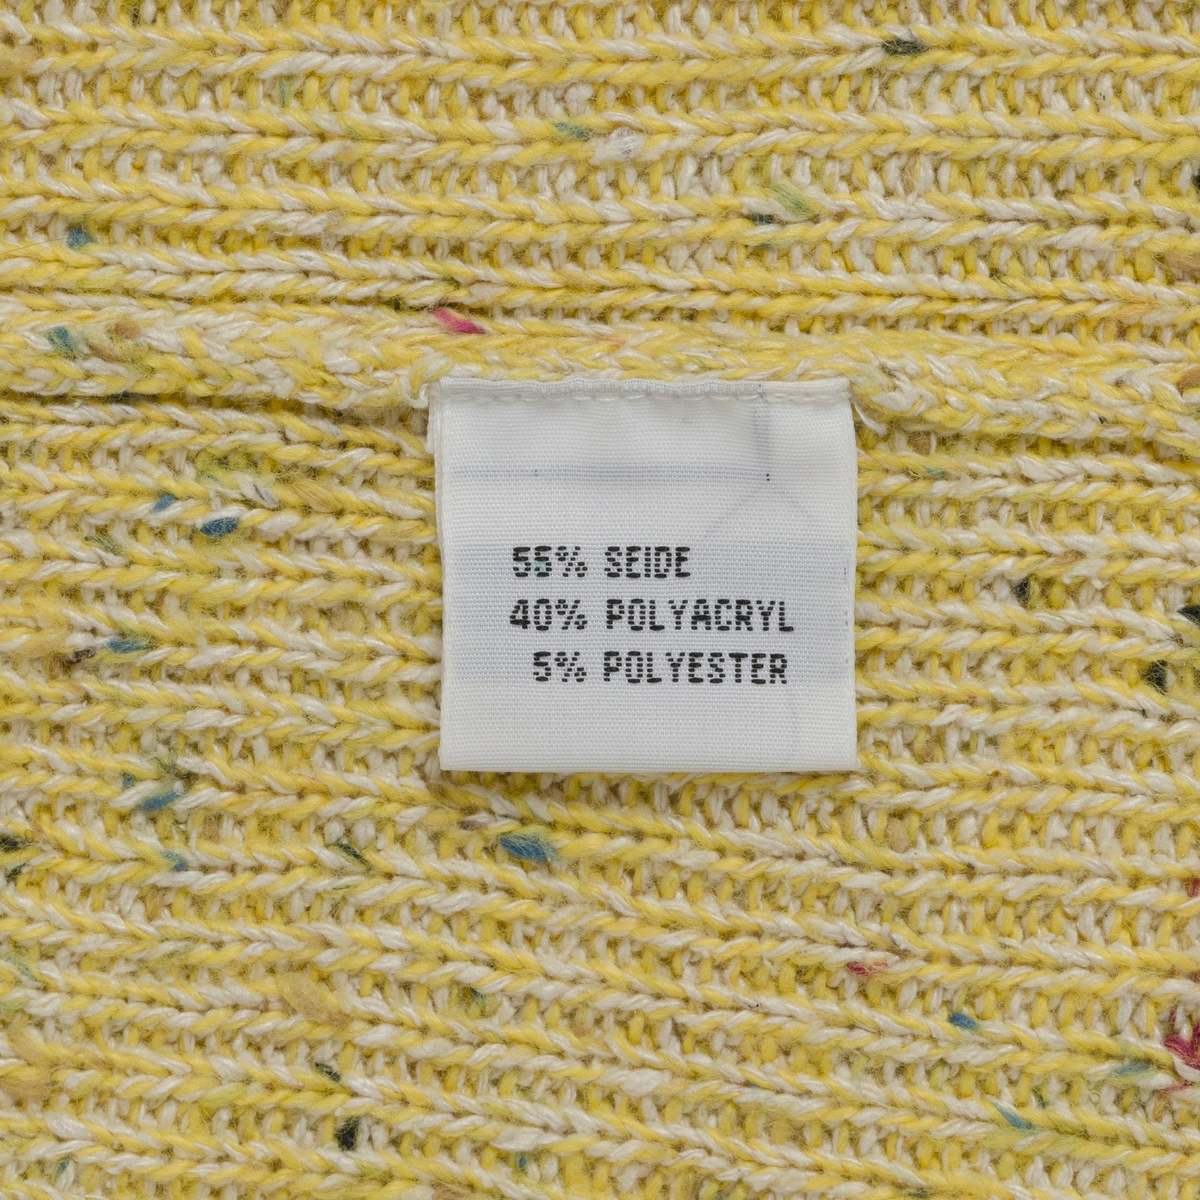 55% SEIDE
40% POLYACRYL
5% POLYESTER